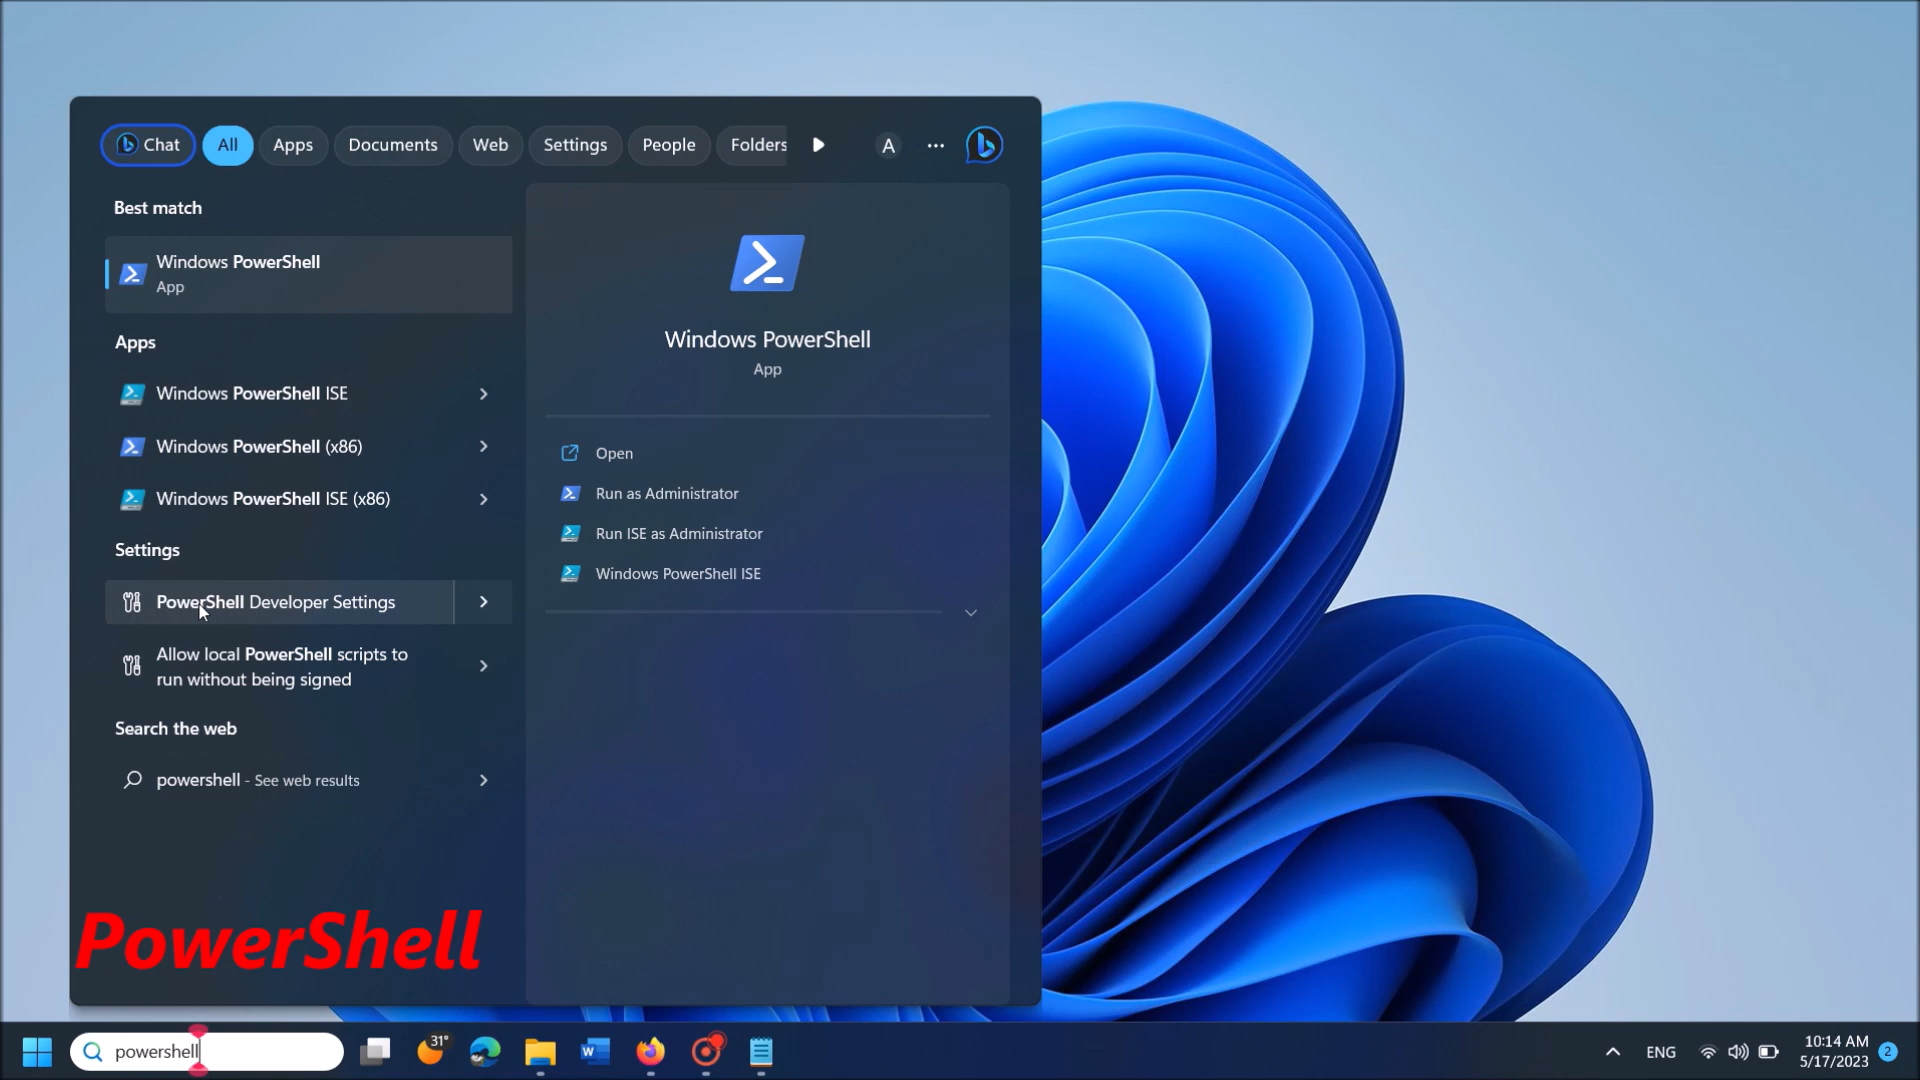 Chat
All
Apps
Documents
Web
Settings
People
Folders
A
Best match
Windows PowerShell
App
Apps
Windows PowerShell ISE
Windows PowerShell (x86)
Windows PowerShell ISE (x86)
Settings
PowerShell Developer Settings
Allow local PowerShell scripts to
run without being signed
Search the web
powershell - See web results
Windows PowerShell
App
Open
Run as Administrator
Run ISE as Administrator
Windows PowerShell ISE
PowerShell
powershell
31°
W
ENG
10:14 AM
5/17/2023
2